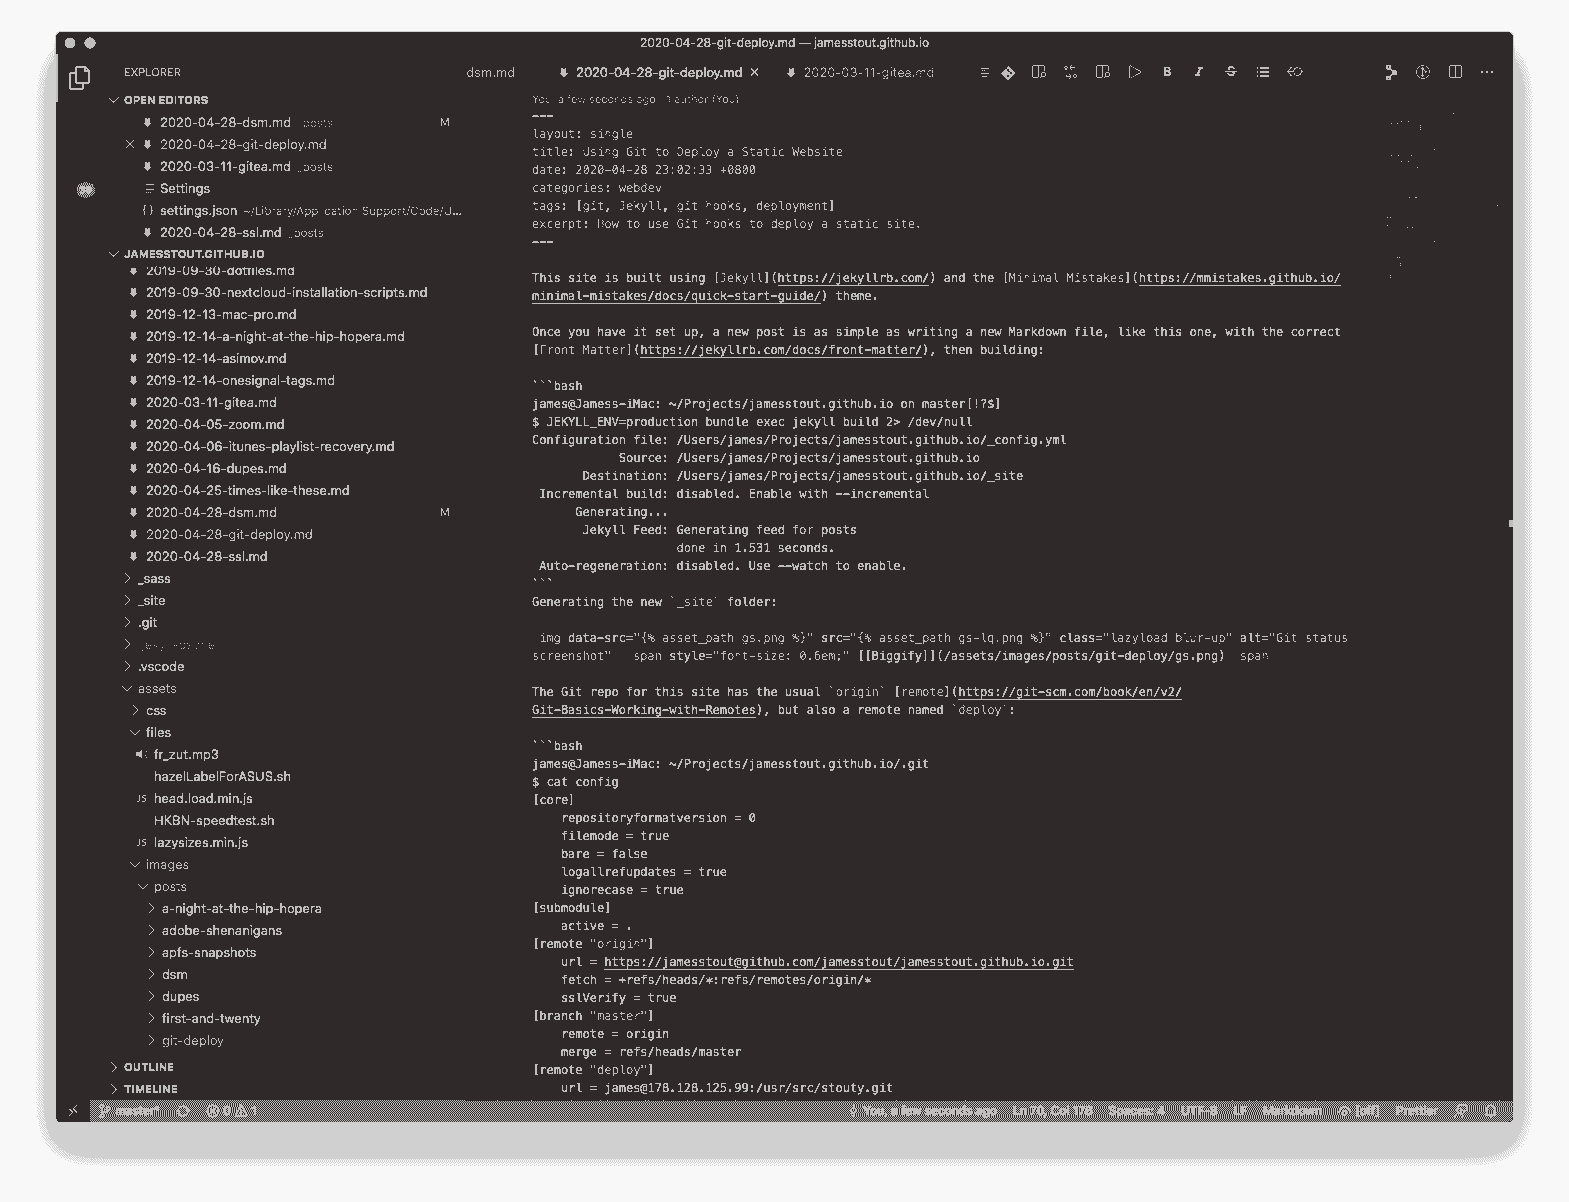 2020-04-28-git-deploy.md — jamesstout.github.io
EXPLORER
dsm.md
2020-04-28-git-deploy.md
2020-03-11-gitea.md
OPEN EDITORS
2020-04-28-dsm.md _posts M
2020-04-28-git-deploy.md
2020-03-11-gitea.md _posts
Settings
{} settings.json ~/Library/Application Support/Code/U...
2020-04-28-ssl.md _posts
JAMESSTOUT.GITHUB.IO
2019-09-30-dotfiles.md
2019-09-30-nextcloud-installation-scripts.md
2019-12-13-mac-pro.md
2019-12-14-a-night-at-the-hip-hopera.md
2019-12-14-asimov.md
2019-12-14-onesignal-tags.md
2020-03-11-gitea.md
2020-04-05-zoom.md
2020-04-06-itunes-playlist-recovery.md
2020-04-16-dupes.md
2020-04-25-times-like-these.md
2020-04-28-dsm.md M
2020-04-28-git-deploy.md
2020-04-28-ssl.md
_sass
_site
.git
.vscode
assets
css
files
fr_zut.mp3
hazelLabelForASUS.sh
JS head.load.min.js
HKBN-speedtest.sh
JS lazysizes.min.js
images
posts
a-night-at-the-hip-hopera
adobe-shenanigans
apfs-snapshots
dsm
dupes
first-and-twenty
git-deploy
OUTLINE
TIMELINE
You, a few seconds ago 1 author (You)
---
layout: single
title: Using Git to Deploy a Static Website
date: 2020-04-28 23:02:33 +0800
categories: webdev
tags: [git, Jekyll, git hooks, deployment]
excerpt: How to use Git hooks to deploy a static site.
---
This site is built using [Jekyll](https://jekyllrb.com/) and the [Minimal Mistakes](https://mmistakes.github.io/
minimal-mistakes/docs/quick-start-guide/) theme.
Once you have it set up, a new post is as simple as writing a new Markdown file, like this one, with the correct
[Front Matter](https://jekyllrb.com/docs/front-matter/), then building:
```bash
james@Jamess-iMac: ~/Projects/jamesstout.github.io on master[!?$]
$ JEKYLL_ENV=production bundle exec jekyll build 2> /dev/null
Configuration file: /Users/james/Projects/jamesstout.github.io/_config.yml
Source: /Users/james/Projects/jamesstout.github.io
Destination: /Users/james/Projects/jamesstout.github.io/_site
Incremental build: disabled. Enable with --incremental
Generating...
Jekyll Feed: Generating feed for posts
done in 1.531 seconds.
Auto-regeneration: disabled. Use --watch to enable.
```
Generating the new `_site` folder:
img data-src="{% asset_path gs.png %}" src="{% asset_path gs-lq.png %}" class="lazyload blur-up" alt="Git status
screenshot" span style="font-size: 0.6em;" [[Biggify]](/assets/images/posts/git-deploy/gs.png) span
The Git repo for this site has the usual `origin` [remote](https://git-scm.com/book/en/v2/
Git-Basics-Working-with-Remotes), but also a remote named `deploy`:
```bash
james@Jamess-iMac: ~/Projects/jamesstout.github.io/.git
$ cat config
[core]
repositoryformatversion = 0
filemode = true
bare = false
logallrefupdates = true
ignorecase = true
[submodule]
active = .
[remote "origin"]
url = https://jamesstout@github.com/jamesstout/jamesstout.github.io.git
fetch = +refs/heads/*:refs/remotes/origin/*
sslVerify = true
[branch "master"]
remote = origin
merge = refs/heads/master
[remote "deploy"]
url = james@178.128.125.99:/usr/src/stouty.git
master* 0 1 You, a few seconds ago Ln 70, Col 178 Spaces: 4 UTF-8 LF Markdown [off] Prettier